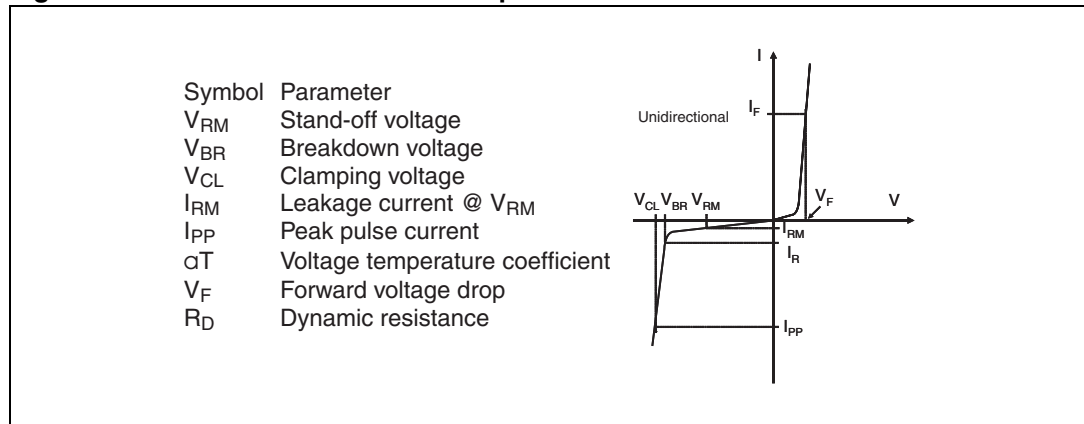 Symbol Parameter
VRM Stand-off voltage
VBR Breakdown voltage
VCL Clamping voltage
IRM Leakage current @ VRM
IPP Peak pulse current
αT Voltage temperature coefficient
VF Forward voltage drop
RD Dynamic resistance
I
Unidirectional
IF
VCL VBR VRM
VF
V
IRM
IR
IPP